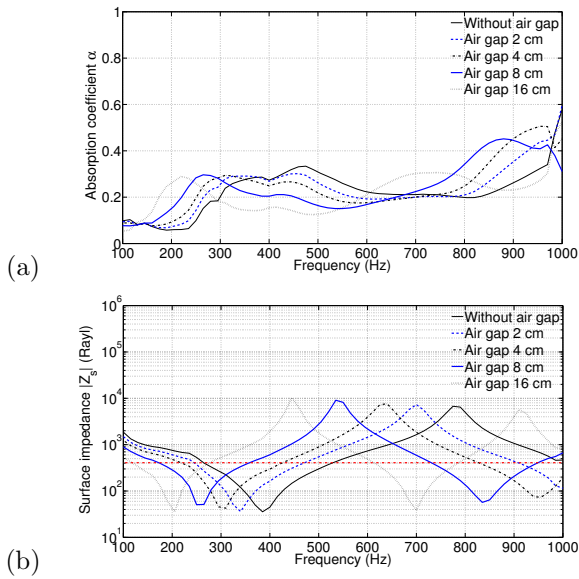 1
0.8
0.6
0.4
0.2
0
Absorption coefficient α
Without air gap
Air gap 2 cm
Air gap 4 cm
Air gap 8 cm
Air gap 16 cm
100 200 300 400 500 600 700 800 900 1000
Frequency (Hz)
(a)
10^6
10^5
10^4
10^3
10^2
10^1
Surface impedance |Z_s| (Rayl)
Without air gap
Air gap 2 cm
Air gap 4 cm
Air gap 8 cm
Air gap 16 cm
100 200 300 400 500 600 700 800 900 1000
Frequency (Hz)
(b)